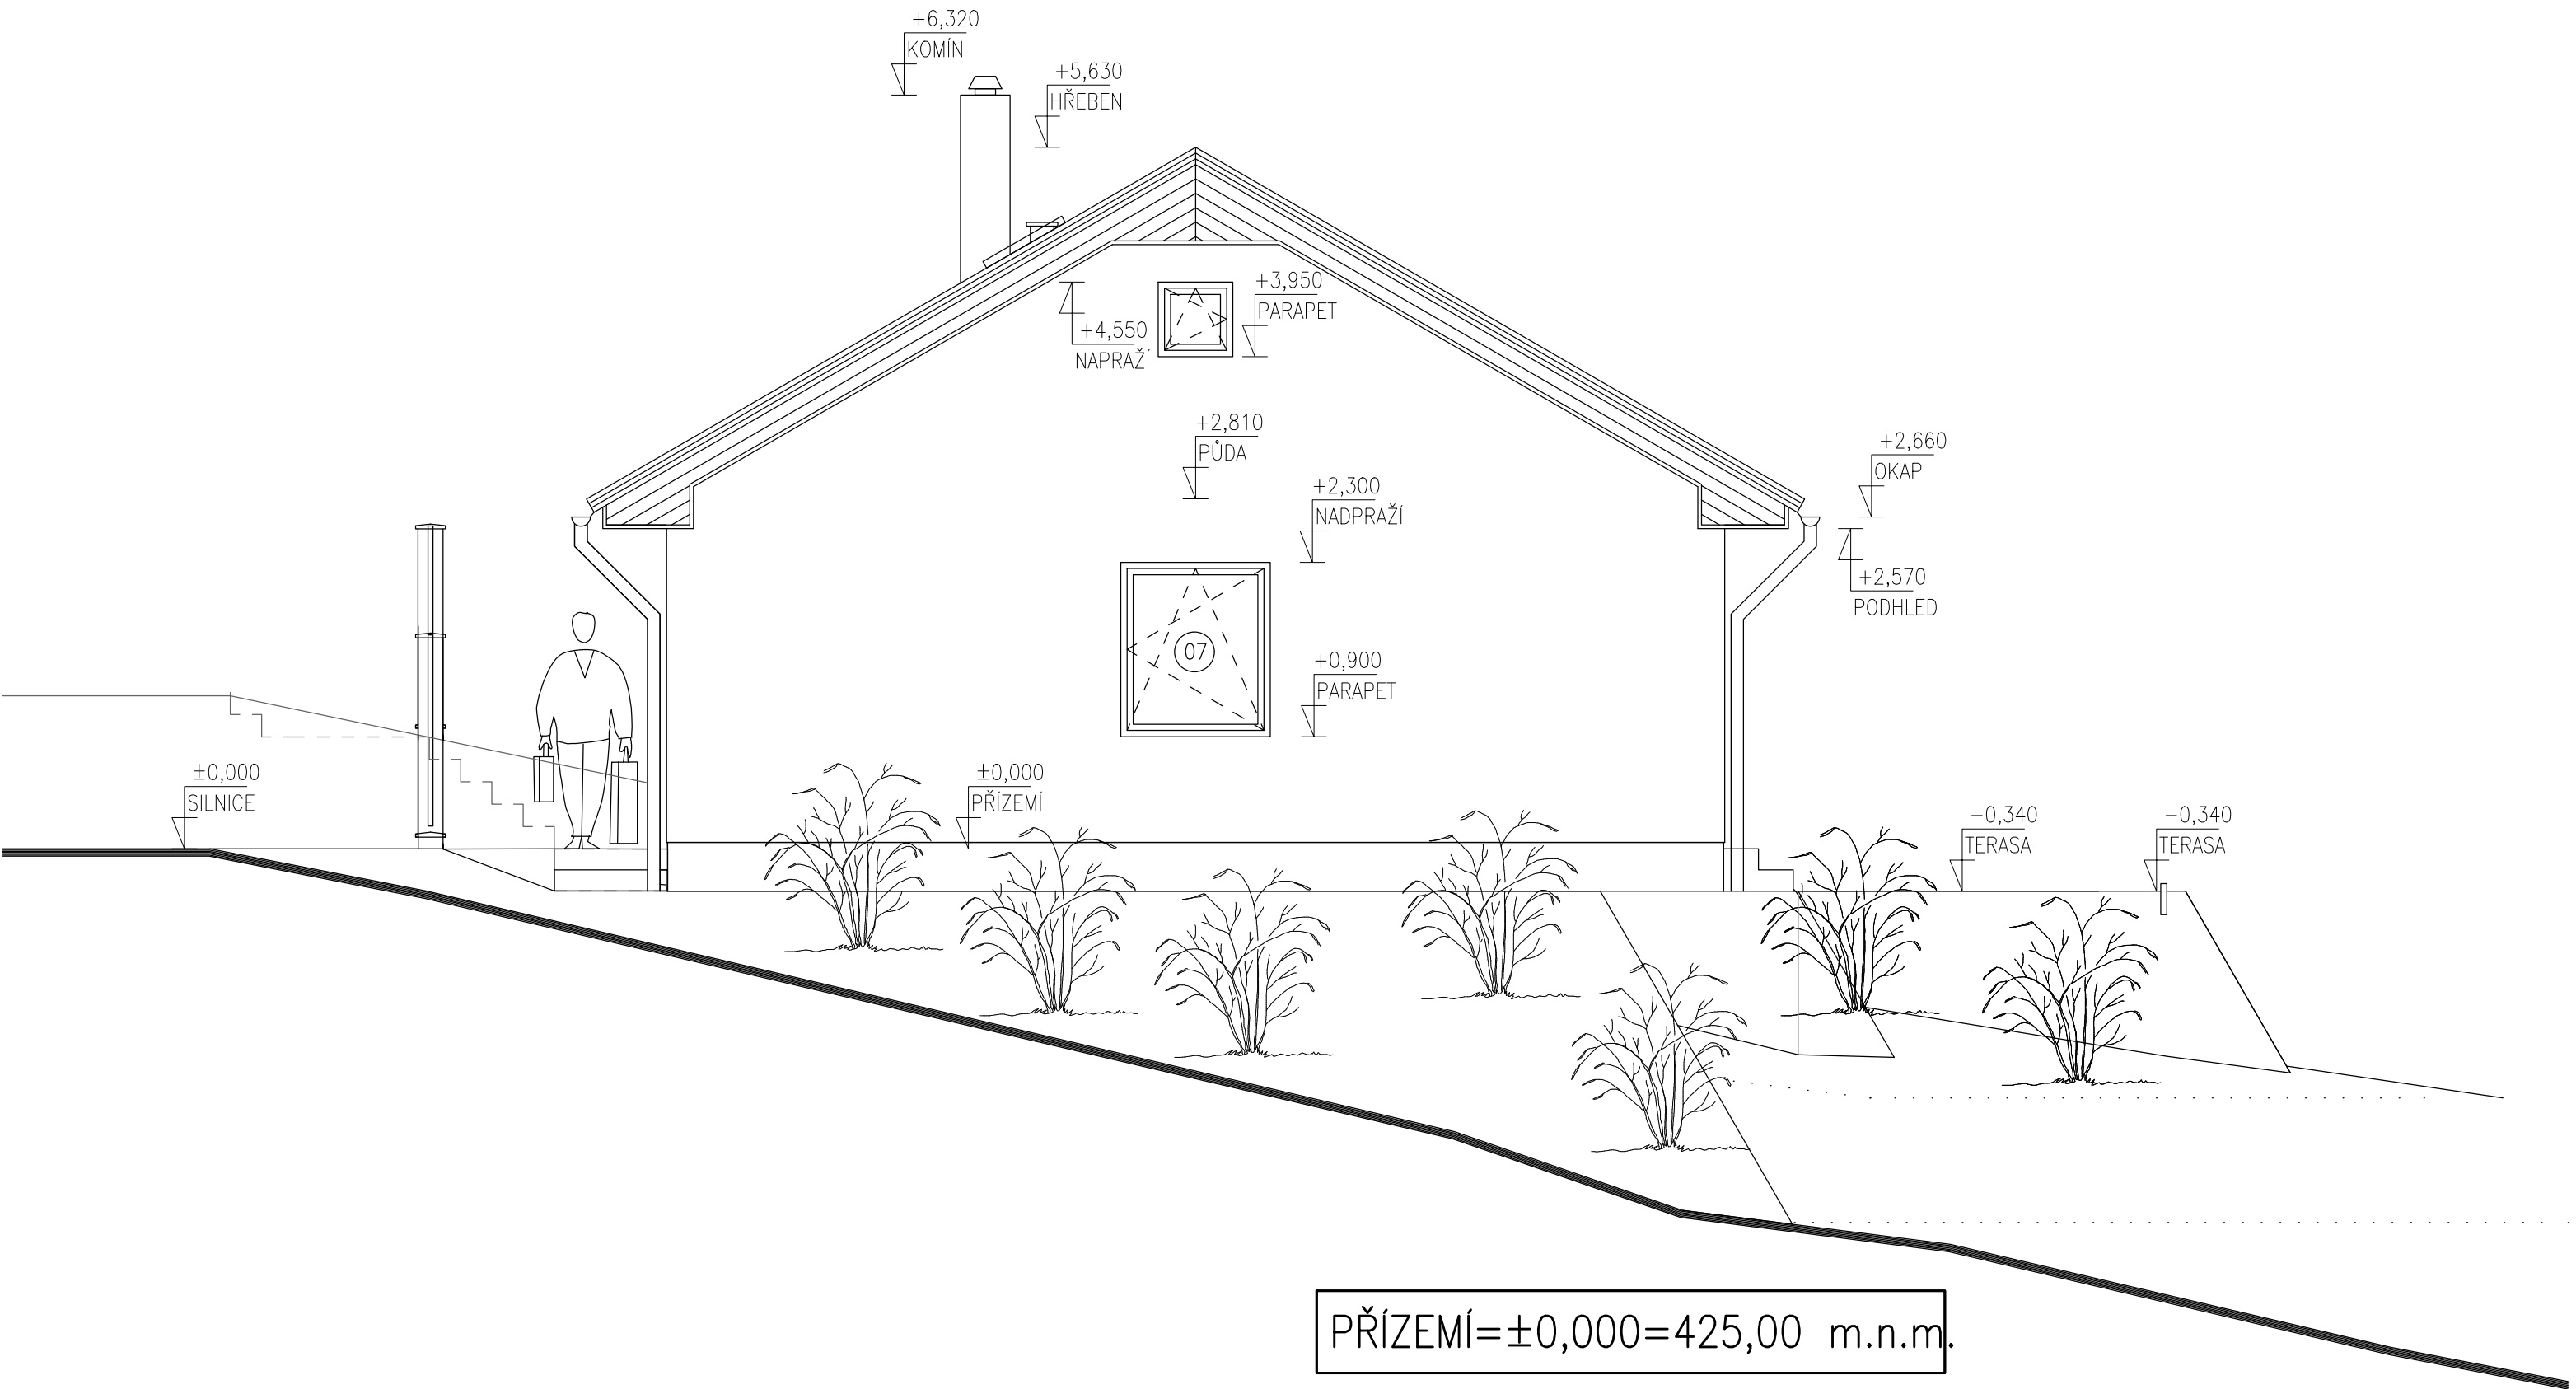 +6,320
KOMÍN
+5,630
HŘEBEN
+3,950
PARAPET
+4,550
NAPRAŽÍ
+2,810
PŮDA
+2,660
OKAP
+2,300
NADPRAŽÍ
+2,570
PODHLED
07
+0,900
PARAPET
±0,000
SILNICE
±0,000
PŘÍZEMÍ
-0,340
TERASA
-0,340
TERASA
PŘÍZEMÍ=±0,000=425,00 m.n.m.